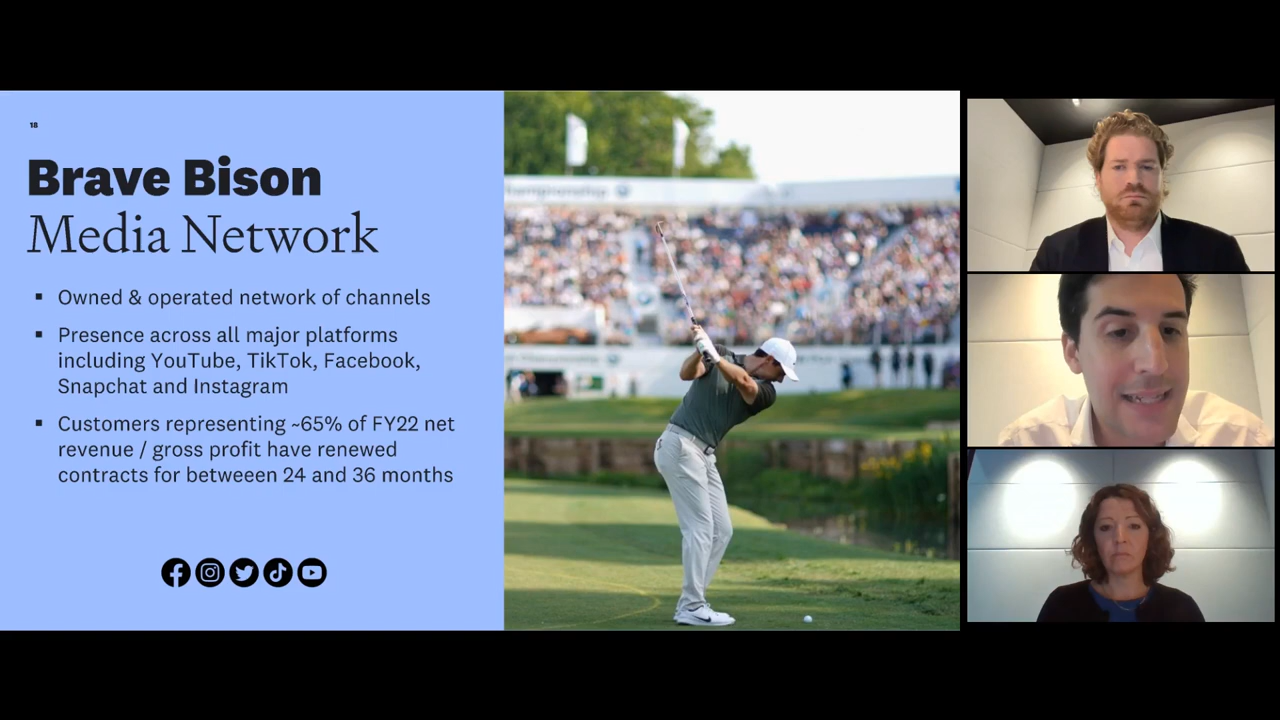 18
Brave Bison
Media Network
▪ Owned & operated network of channels
▪ Presence across all major platforms
including YouTube, TikTok, Facebook,
Snapchat and Instagram
▪ Customers representing ~65% of FY22 net
revenue / gross profit have renewed
contracts for betweeen 24 and 36 months